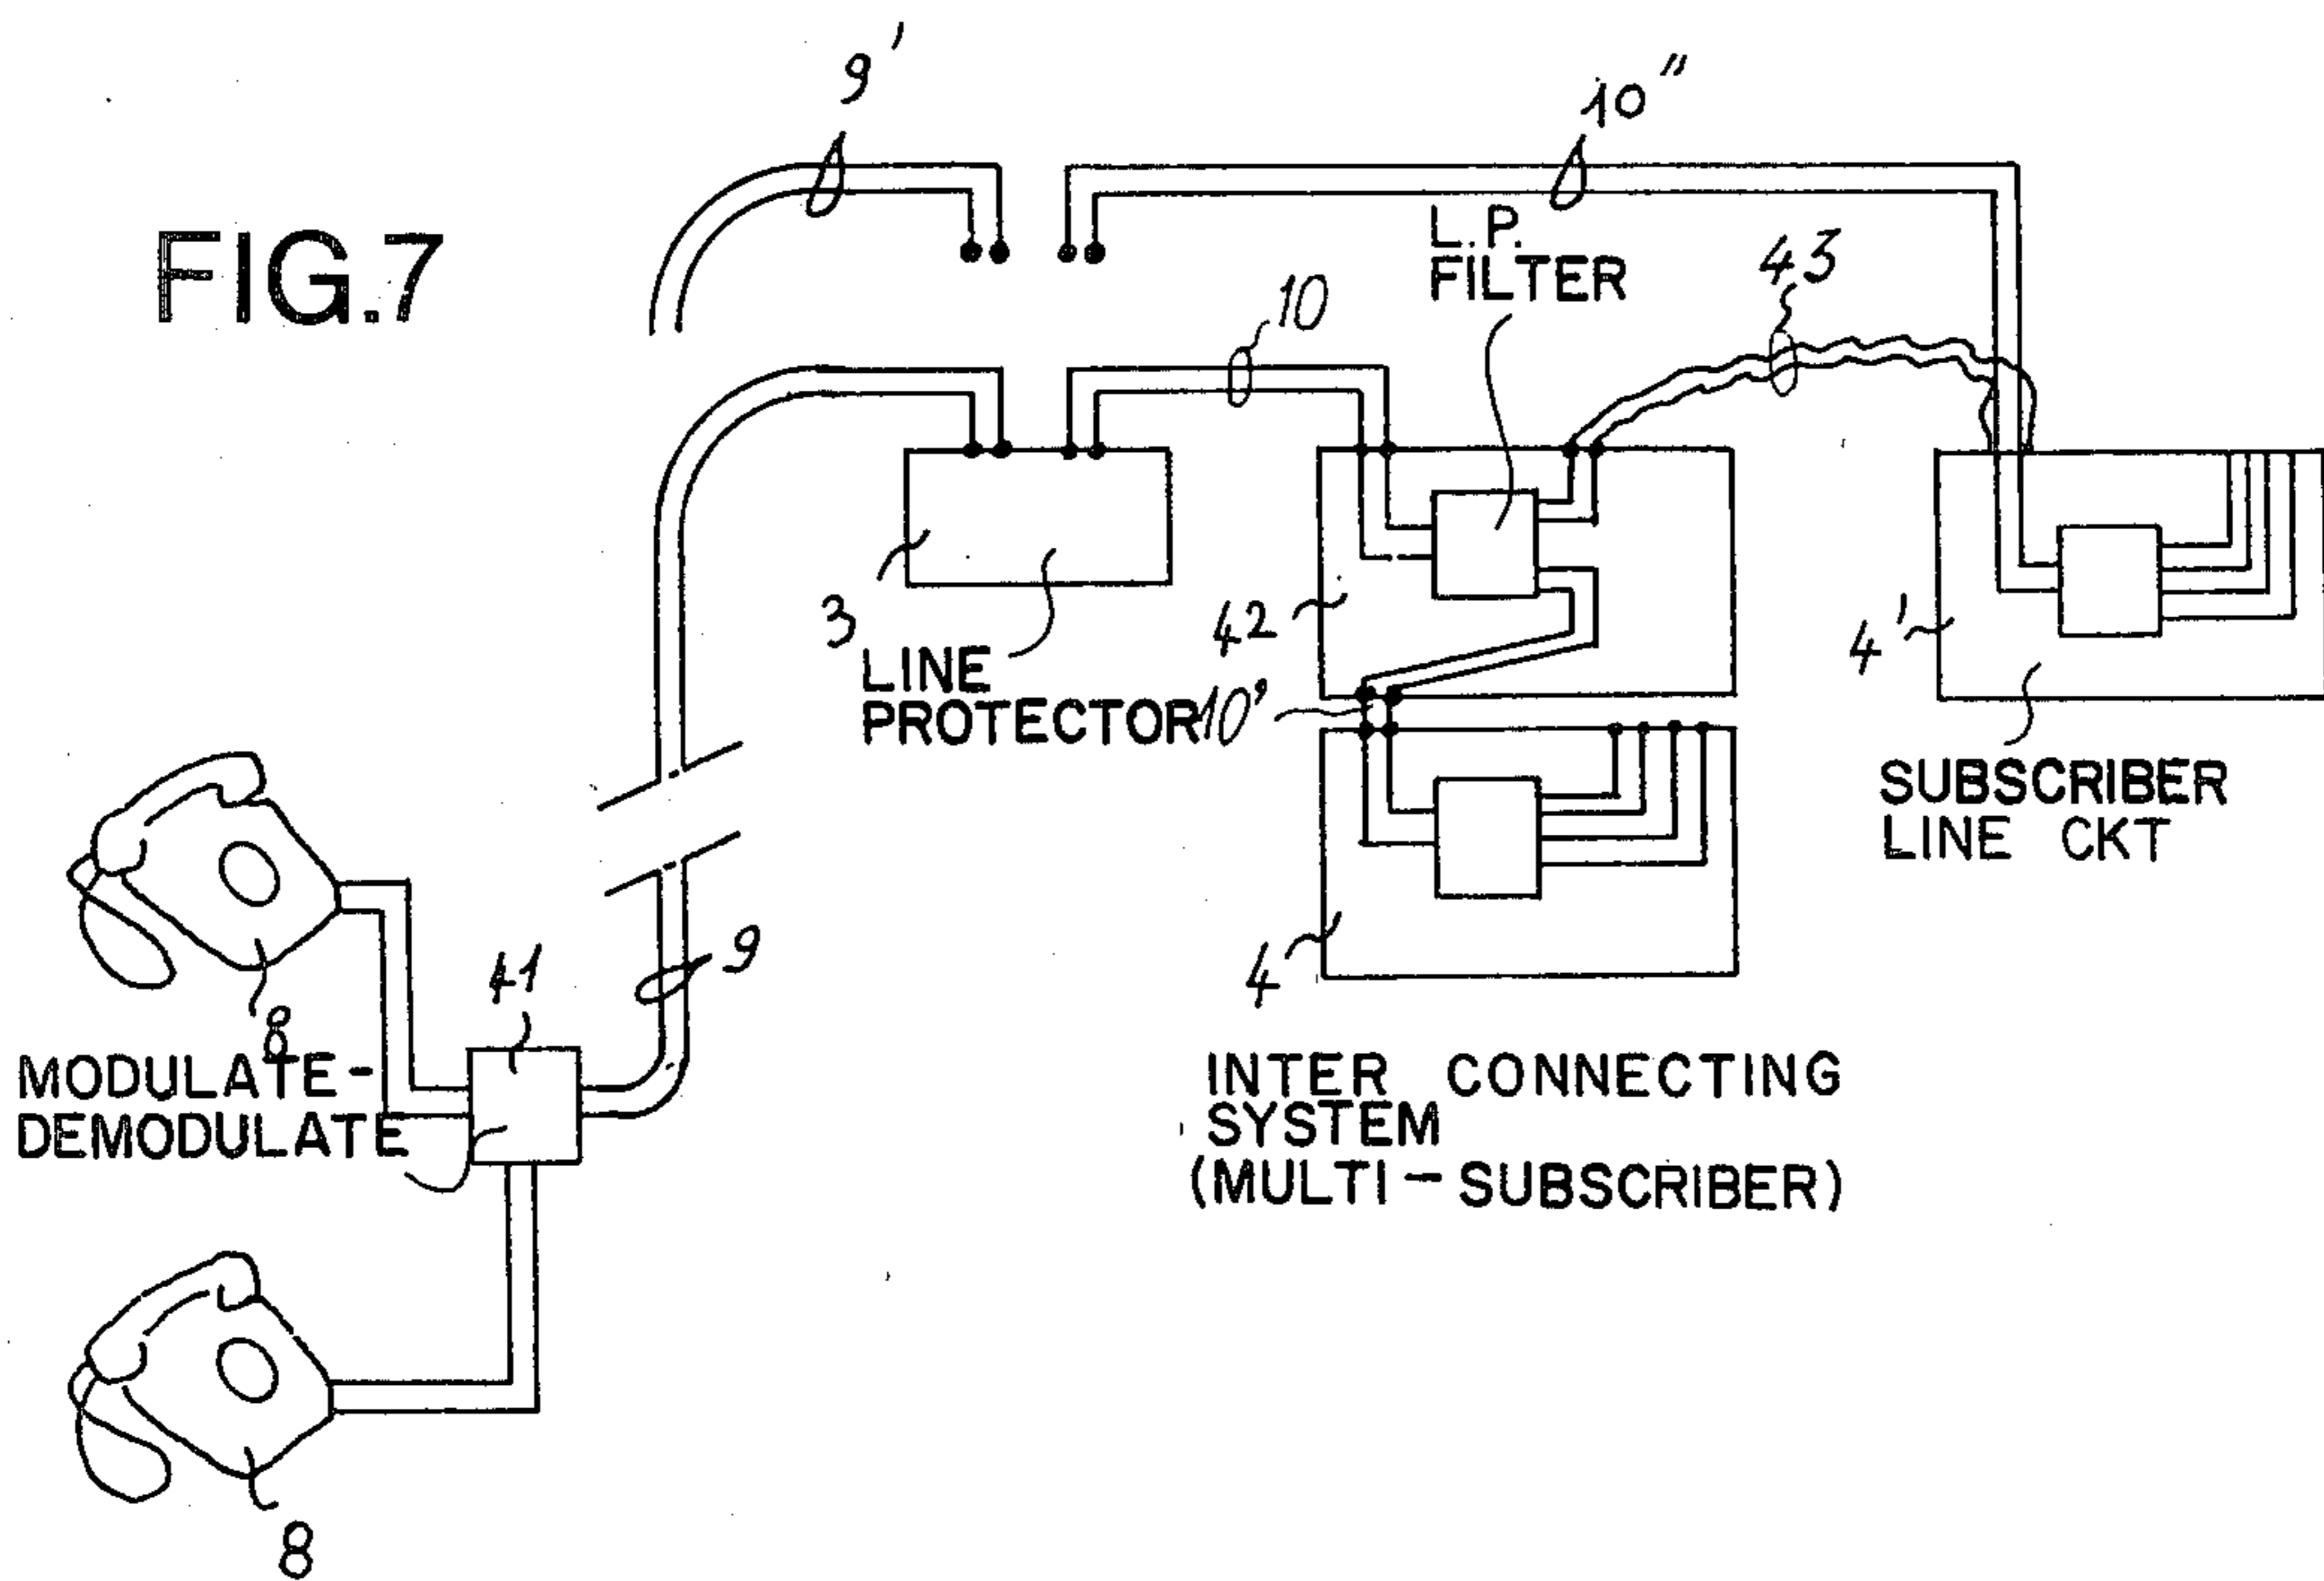 9'
10"
FIG.7
L.P.
FILTER
43
10
3
42
4'
LINE
PROTECTOR
10'
SUBSCRIBER
LINE CKT
9
41
4
8
MODULATE-
DEMODULATE
INTER CONNECTING
SYSTEM
(MULTI-SUBSCRIBER)
8